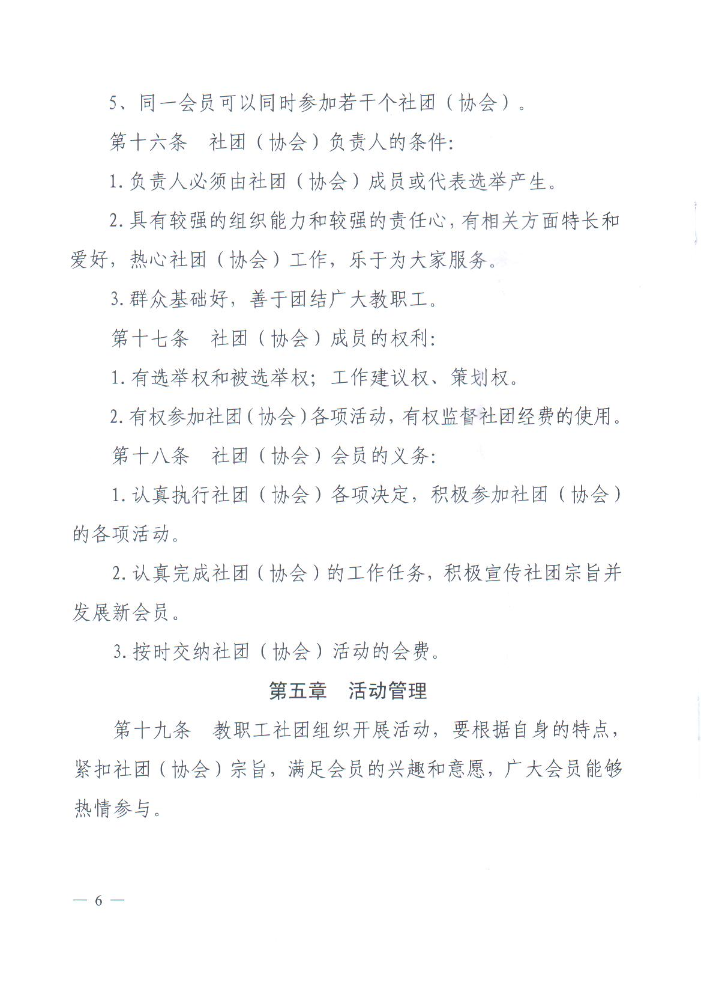 5、同一会员可以同时参加若干个社团（协会）。
第十六条　社团（协会）负责人的条件：
1.负责人必须由社团（协会）成员或代表选举产生。
2.具有较强的组织能力和较强的责任心，有相关方面特长和
爱好，热心社团（协会）工作，乐于为大家服务。
3.群众基础好，善于团结广大教职工。
第十七条　社团（协会）成员的权利：
1.有选举权和被选举权；工作建议权、策划权。
2.有权参加社团（协会）各项活动，有权监督社团经费的使用。
第十八条　社团（协会）会员的义务：
1.认真执行社团（协会）各项决定，积极参加社团（协会）
的各项活动。
2.认真完成社团（协会）的工作任务，积极宣传社团宗旨并
发展新会员。
3.按时交纳社团（协会）活动的会费。
第五章　活动管理
第十九条　教职工社团组织开展活动，要根据自身的特点，
紧扣社团（协会）宗旨，满足会员的兴趣和意愿，广大会员能够
热情参与。
— 6 —